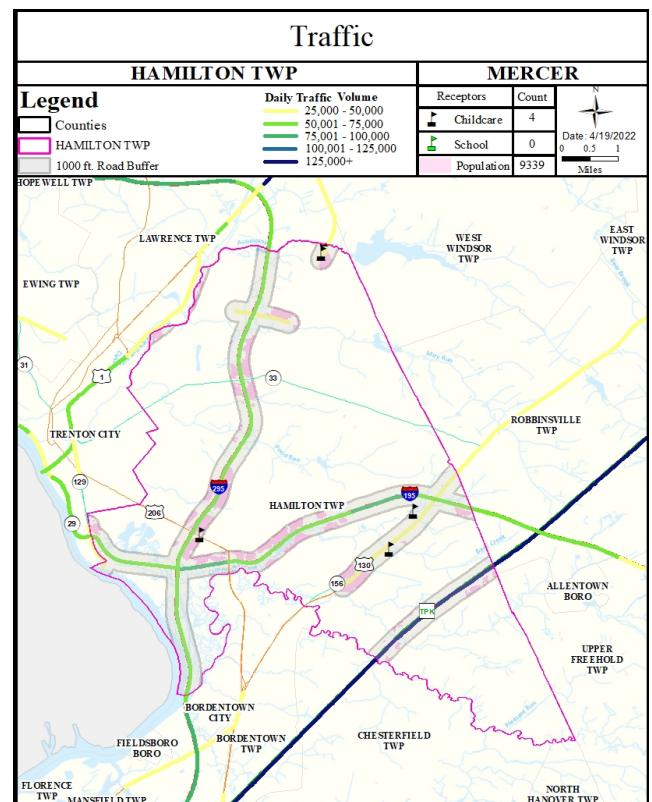 Traffic
HAMILTON TWP
MERCER
Legend
Counties
HAMILTON TWP
1000 ft. Road Buffer
Daily Traffic Volume
25,000 - 50,000
50,001 - 75,000
75,001 - 100,000
100,001 - 125,000
125,000+
Receptors Count
Childcare 4
School 0
Population 9339
N
Date: 4/19/2022
0 0.5 1
Miles
HOPEWELL TWP
LAWRENCE TWP
WEST
WINDSOR
TWP
EAST
WINDSOR
TWP
EWING TWP
31
1
33
TRENTON CITY
ROBBINSVILLE
TWP
129
295
195
HAMILTON TWP
206
29
130
156
ALLENTOWN
BORO
TPK
UPPER
FREEHOLD
TWP
BORDENTOWN
CITY
FIELDSBORO
BORO
BORDENTOWN
TWP
CHESTERFIELD
TWP
FLORENCE
TWP
MANSFIELD TWP
NORTH
HANOVER TWP